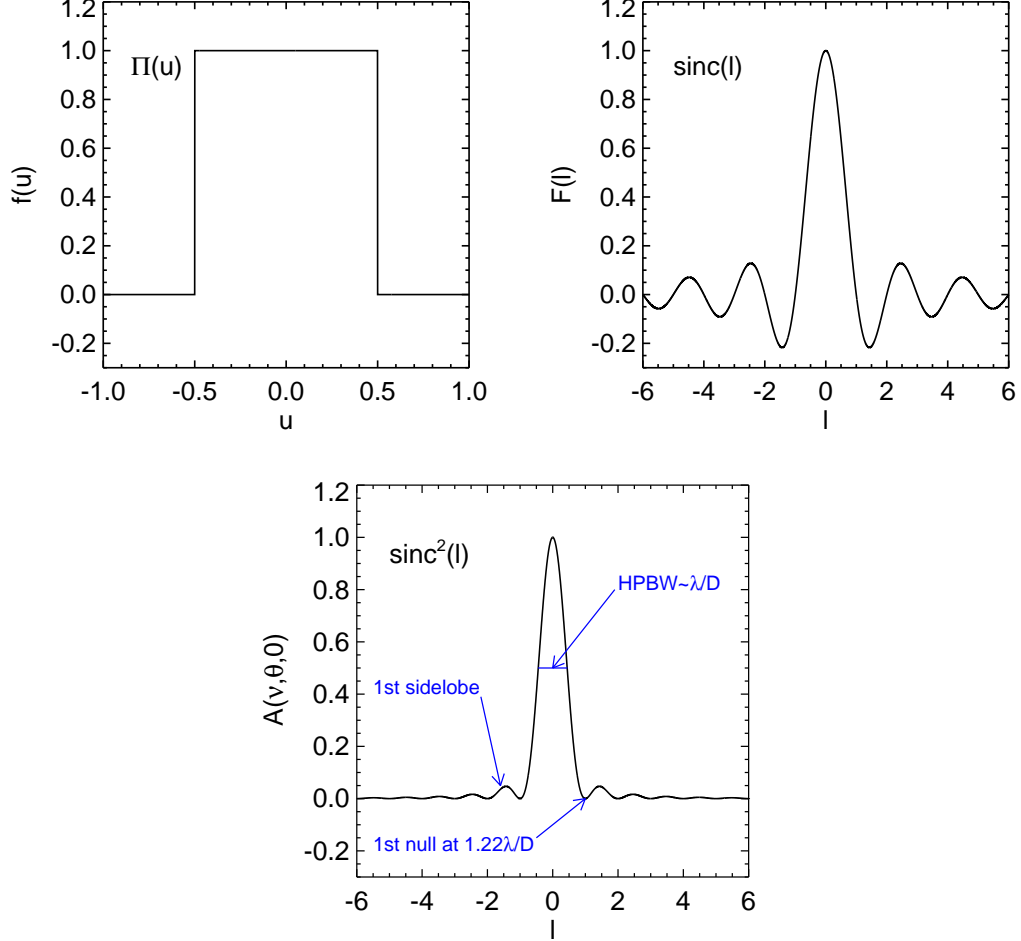 1.2
1.0
0.8
0.6
0.4
0.2
0.0
-0.2
f(u)
Π(u)
-1.0 -0.5 0.0 0.5 1.0
u
1.2
1.0
0.8
0.6
0.4
0.2
0.0
-0.2
F(l)
sinc(l)
-6 -4 -2 0 2 4 6
l
1.2
1.0
0.8
0.6
0.4
0.2
0.0
-0.2
A(ν,θ,0)
sinc²(l)
HPBW~λ/D
1st sidelobe
1st null at 1.22λ/D
-6 -4 -2 0 2 4 6
l